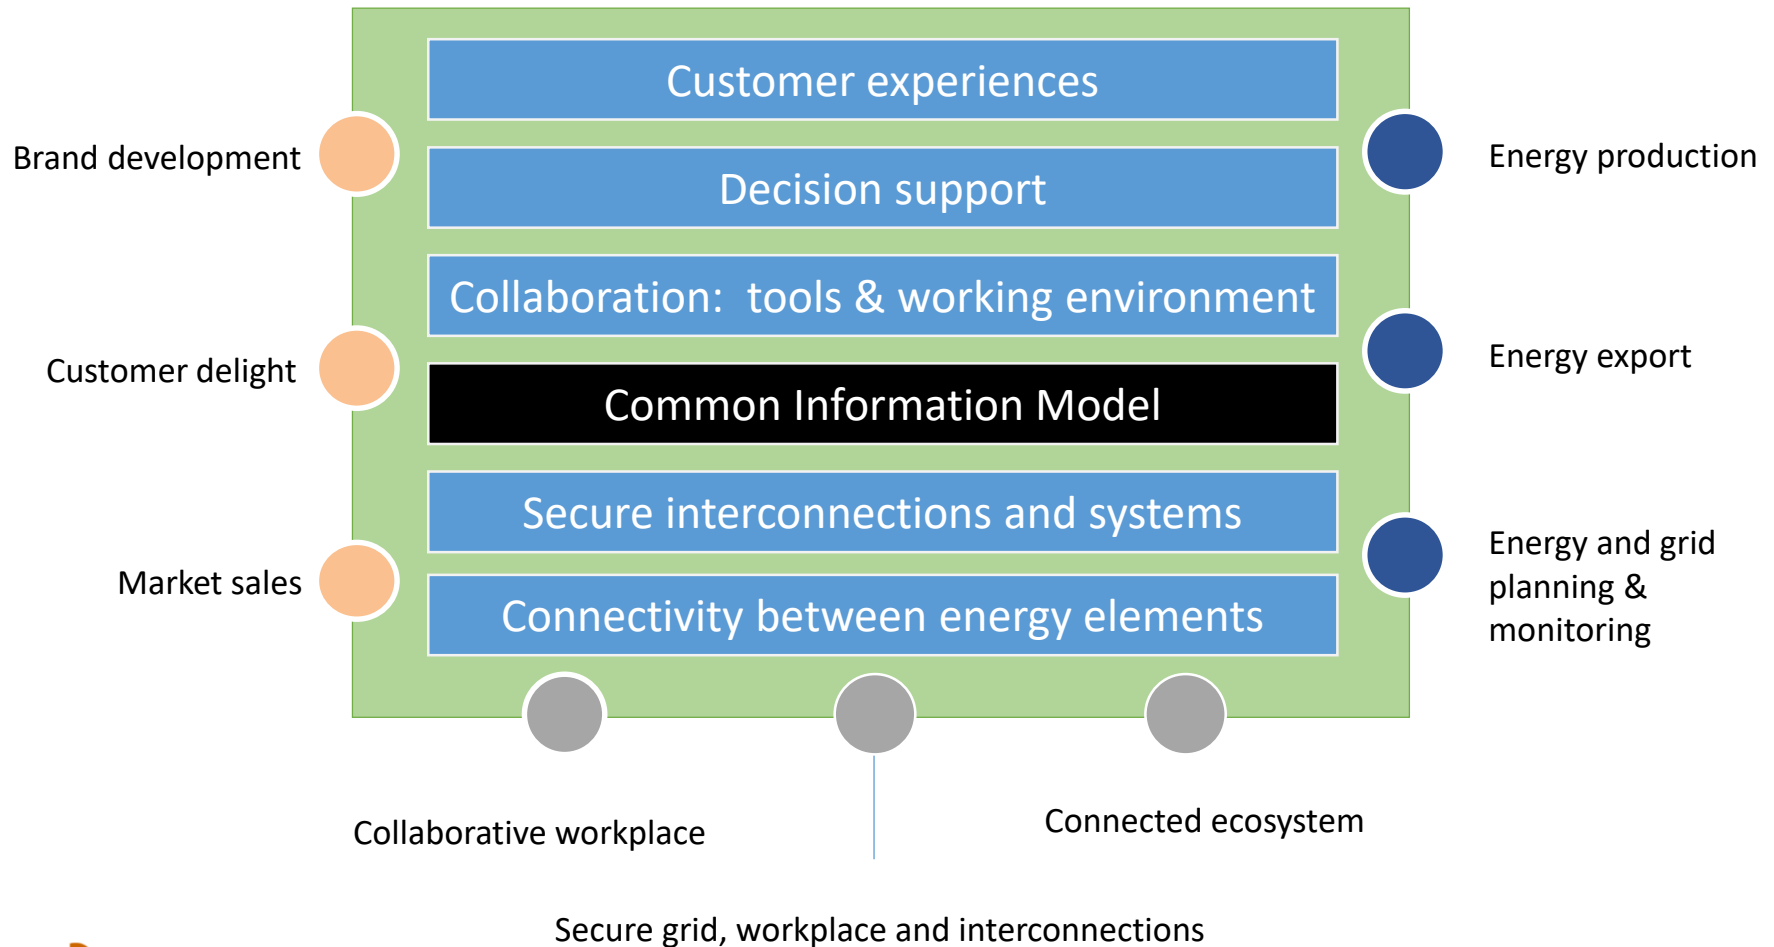 Customer experiences
Brand development
Energy production
Decision support
Collaboration:  tools & working environment
Customer delight
Energy export
Common Information Model
Secure interconnections and systems
Market sales
Energy and grid
planning &
monitoring
Connectivity between energy elements
Collaborative workplace
Connected ecosystem
Secure grid, workplace and interconnections